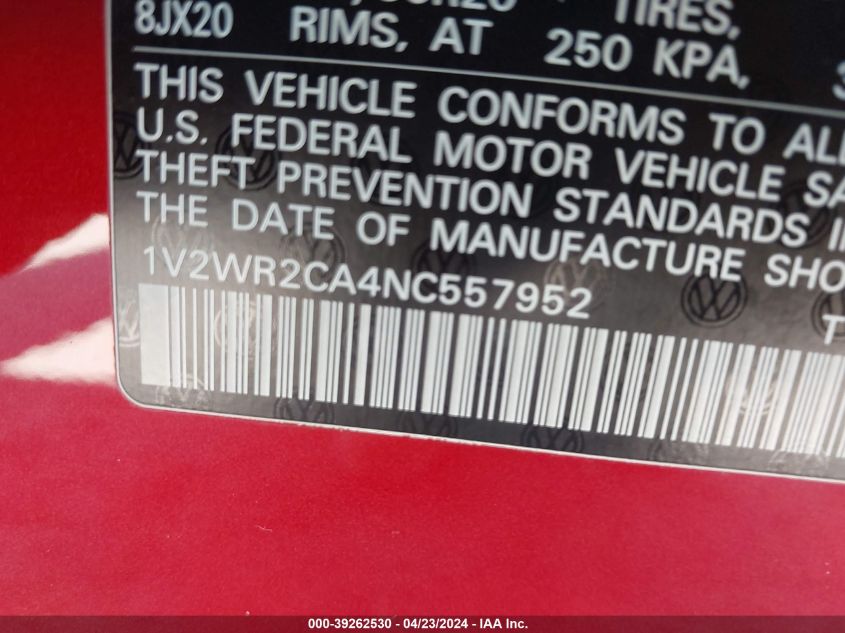 TIRES,
8JX20 RIMS, AT 250 KPA,
THIS VEHICLE CONFORMS TO AL
U.S. FEDERAL MOTOR VEHICLE SA
THEFT PREVENTION STANDARDS I
THE DATE OF MANUFACTURE SHO
1V2WR2CA4NC557952
T
000-39262530 - 04/23/2024 - IAA Inc.